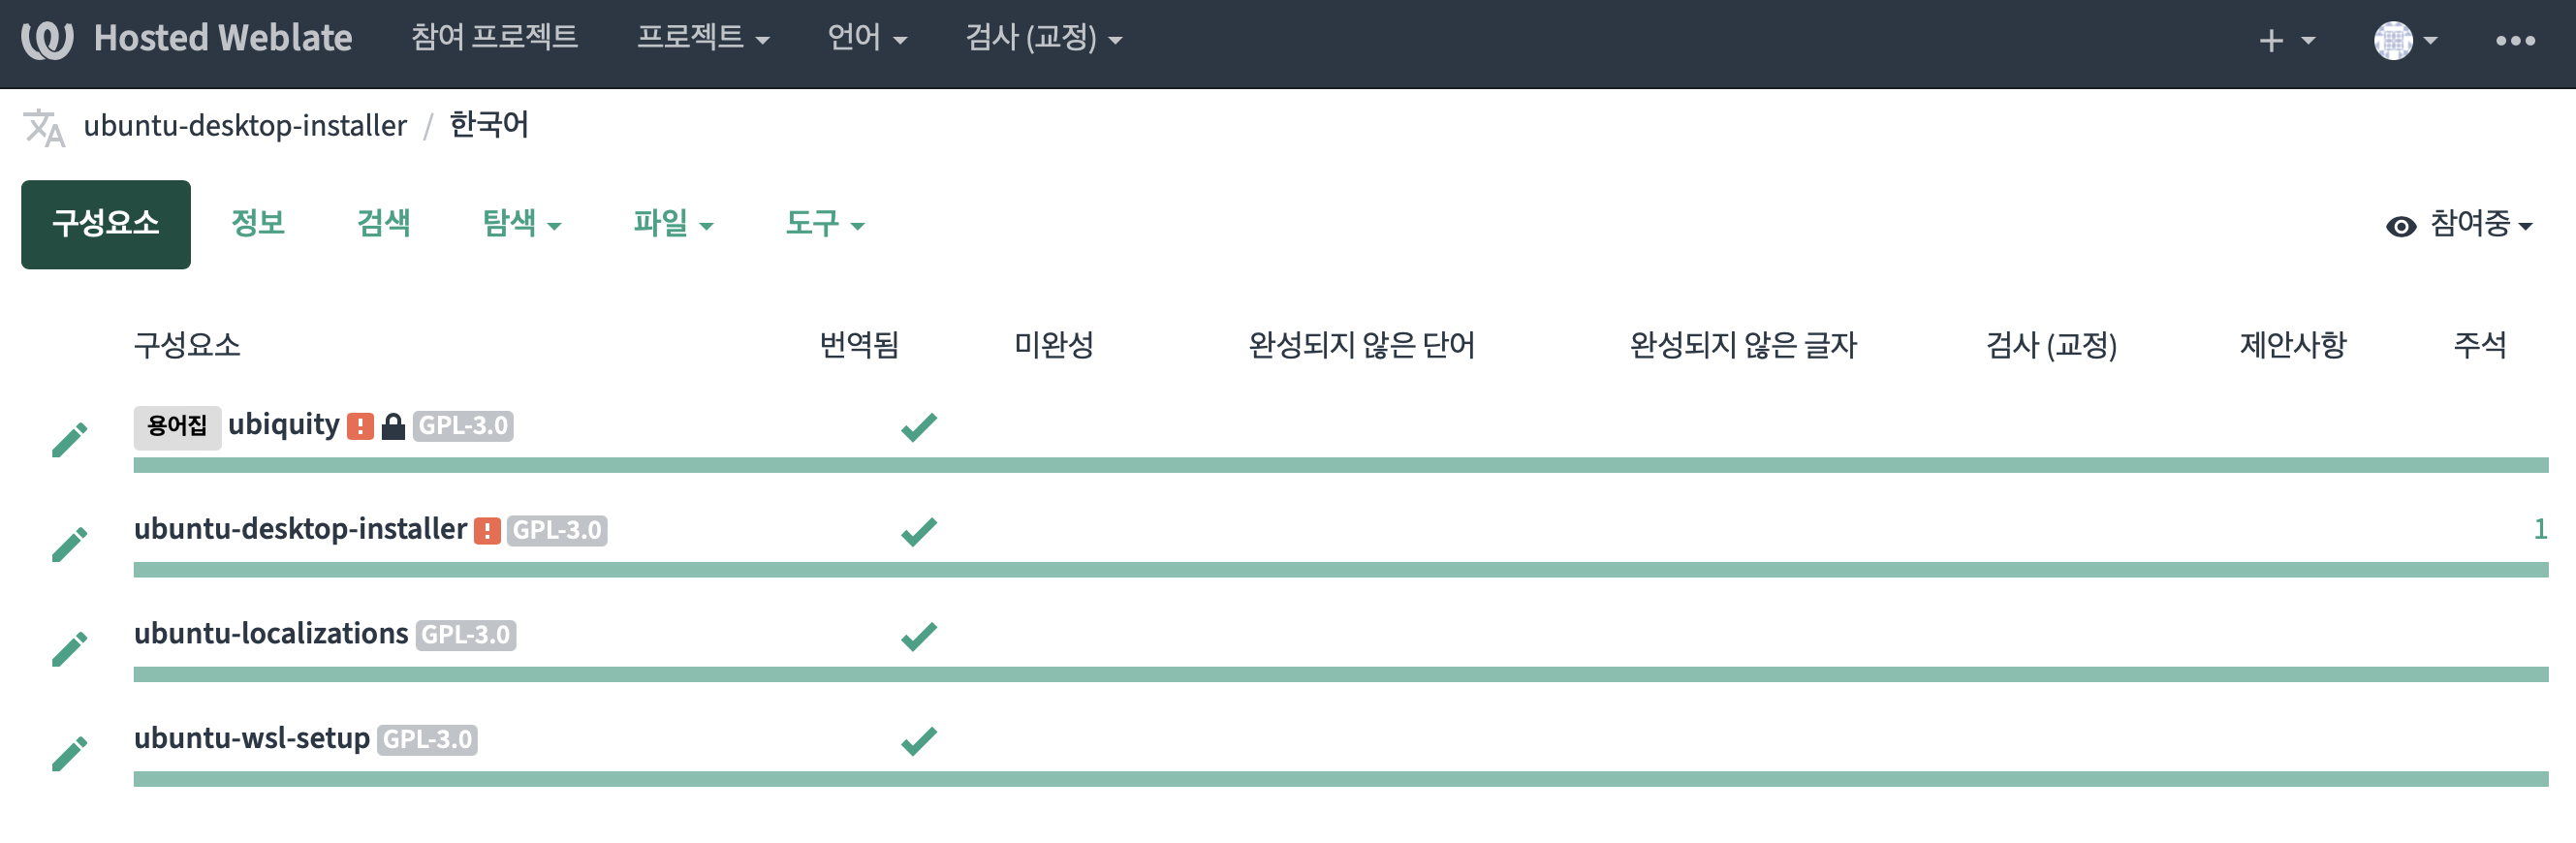 Hosted Weblate 참여 프로젝트 프로젝트 언어 검사 (교정)
ubuntu-desktop-installer / 한국어
구성요소 정보 검색 탐색 파일 도구 참여중
구성요소 번역됨 미완성 완성되지 않은 단어 완성되지 않은 글자 검사 (교정) 제안사항 주석
용어집 ubiquity GPL-3.0
ubuntu-desktop-installer GPL-3.0 1
ubuntu-localizations GPL-3.0
ubuntu-wsl-setup GPL-3.0